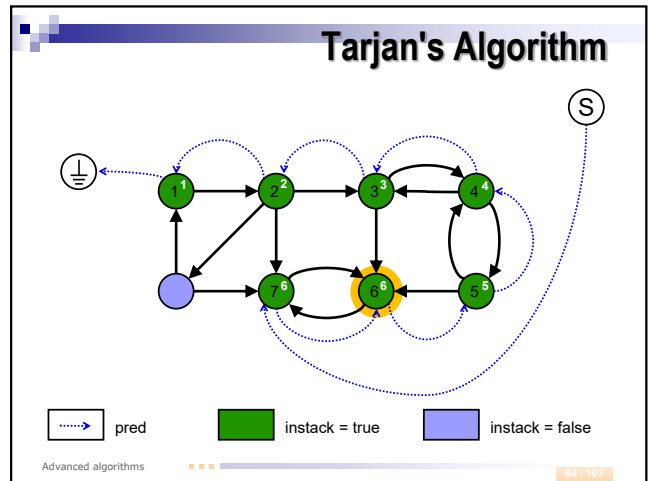 Tarjan's Algorithm
S
1 1
2 2
3 3
4 4
7 6
6 6
5 5
pred
instack = true
instack = false
Advanced algorithms
64 / 107